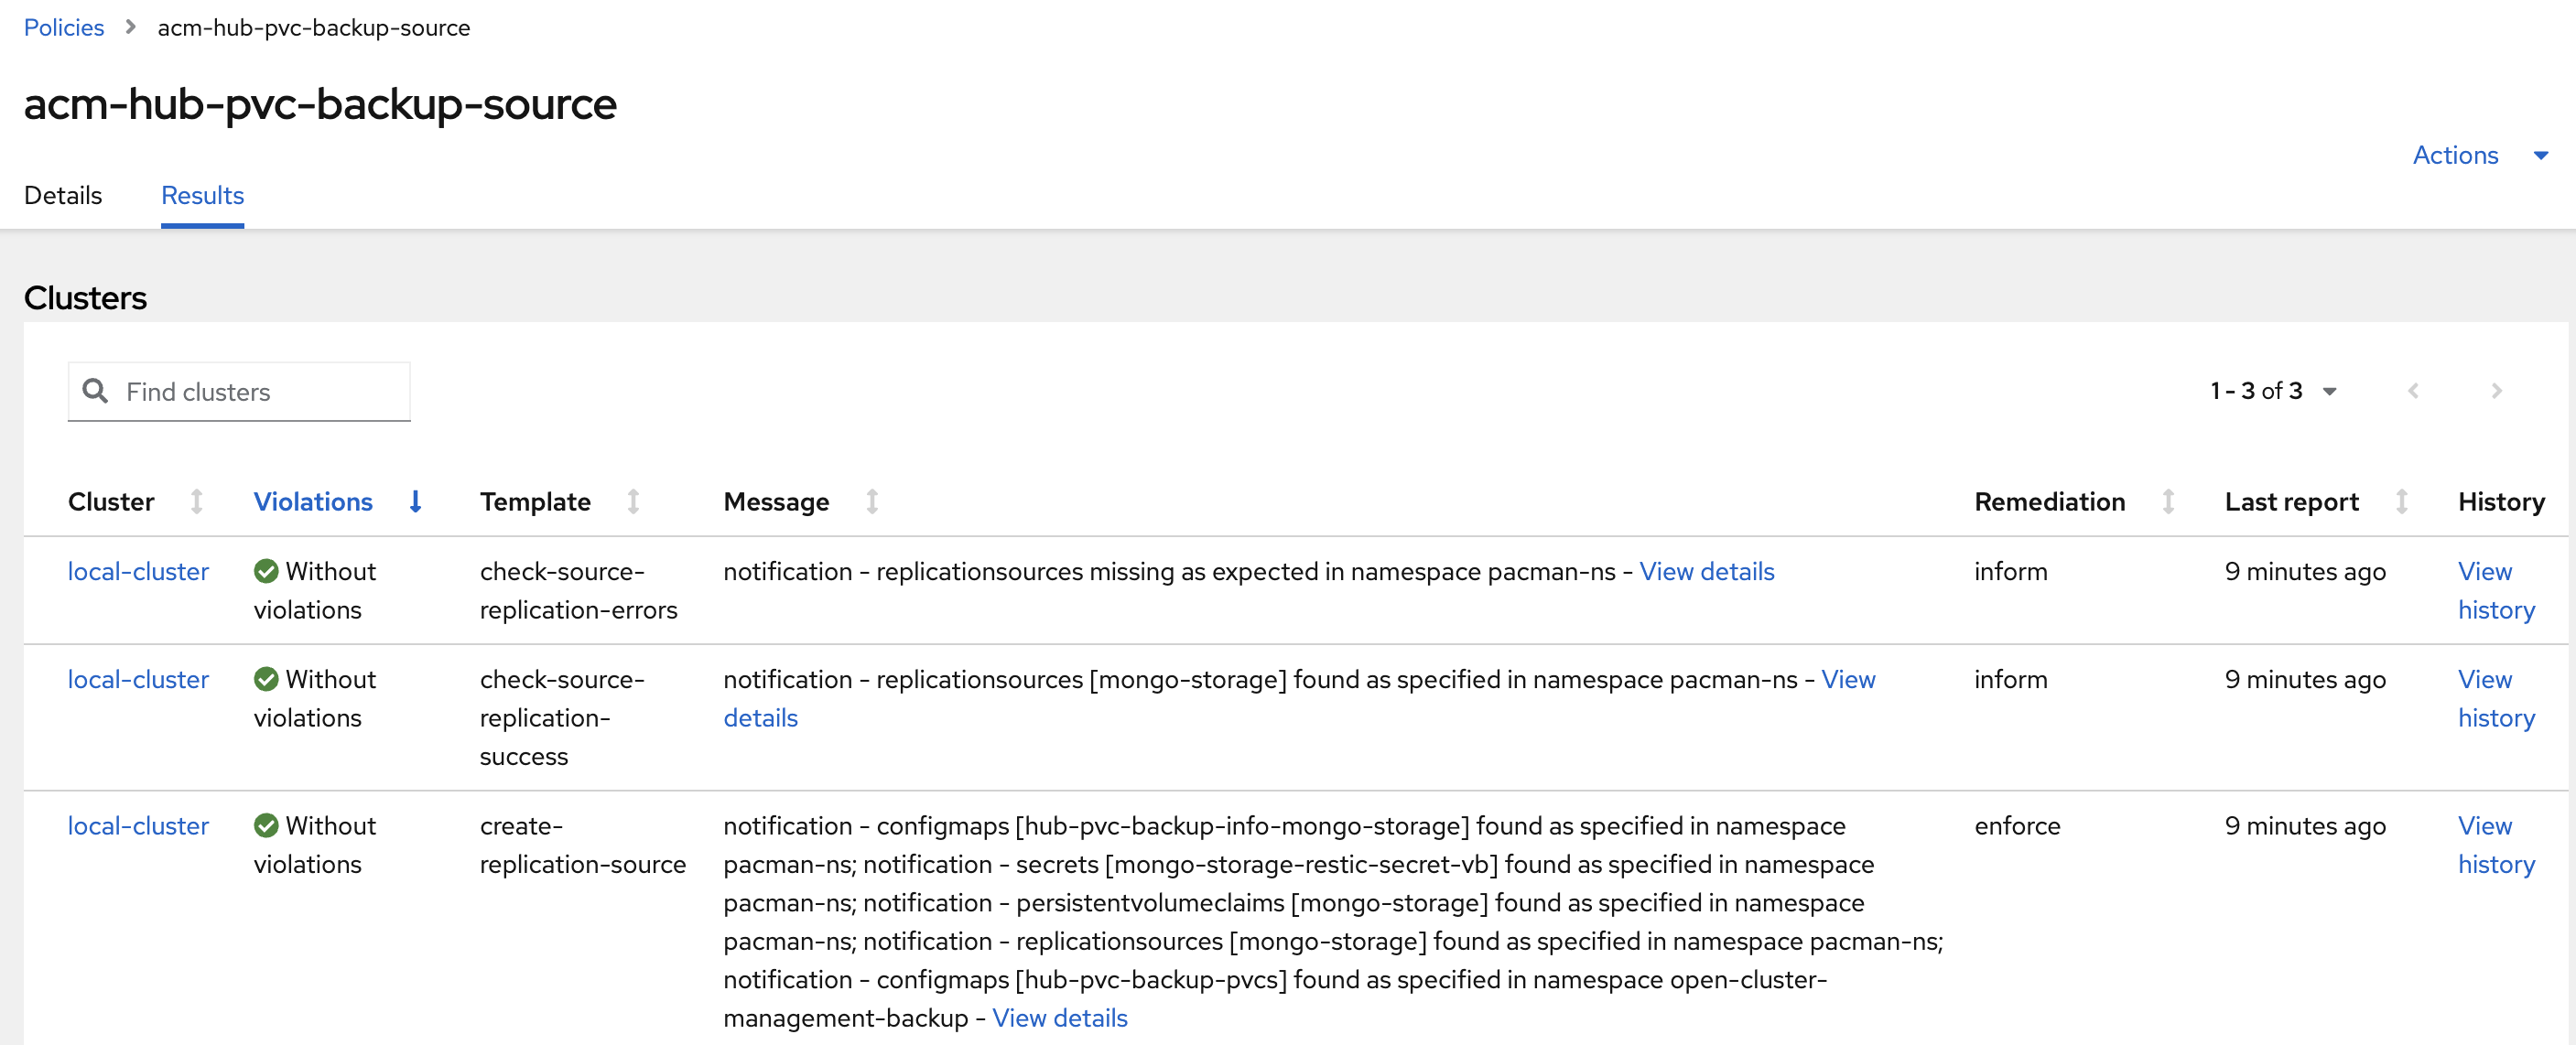 Policies > acm-hub-pvc-backup-source
acm-hub-pvc-backup-source
Actions
Details Results
Clusters
Find clusters
1 - 3 of 3
Cluster Violations Template Message Remediation Last report History
local-cluster Without violations check-source-replication-errors notification - replicationsources missing as expected in namespace pacman-ns - View details inform 9 minutes ago View history
local-cluster Without violations check-source-replication-success notification - replicationsources [mongo-storage] found as specified in namespace pacman-ns - View details inform 9 minutes ago View history
local-cluster Without violations create-replication-source notification - configmaps [hub-pvc-backup-info-mongo-storage] found as specified in namespace pacman-ns; notification - secrets [mongo-storage-restic-secret-vb] found as specified in namespace pacman-ns; notification - persistentvolumeclaims [mongo-storage] found as specified in namespace pacman-ns; notification - replicationsources [mongo-storage] found as specified in namespace pacman-ns; notification - configmaps [hub-pvc-backup-pvcs] found as specified in namespace open-cluster-management-backup - View details enforce 9 minutes ago View history